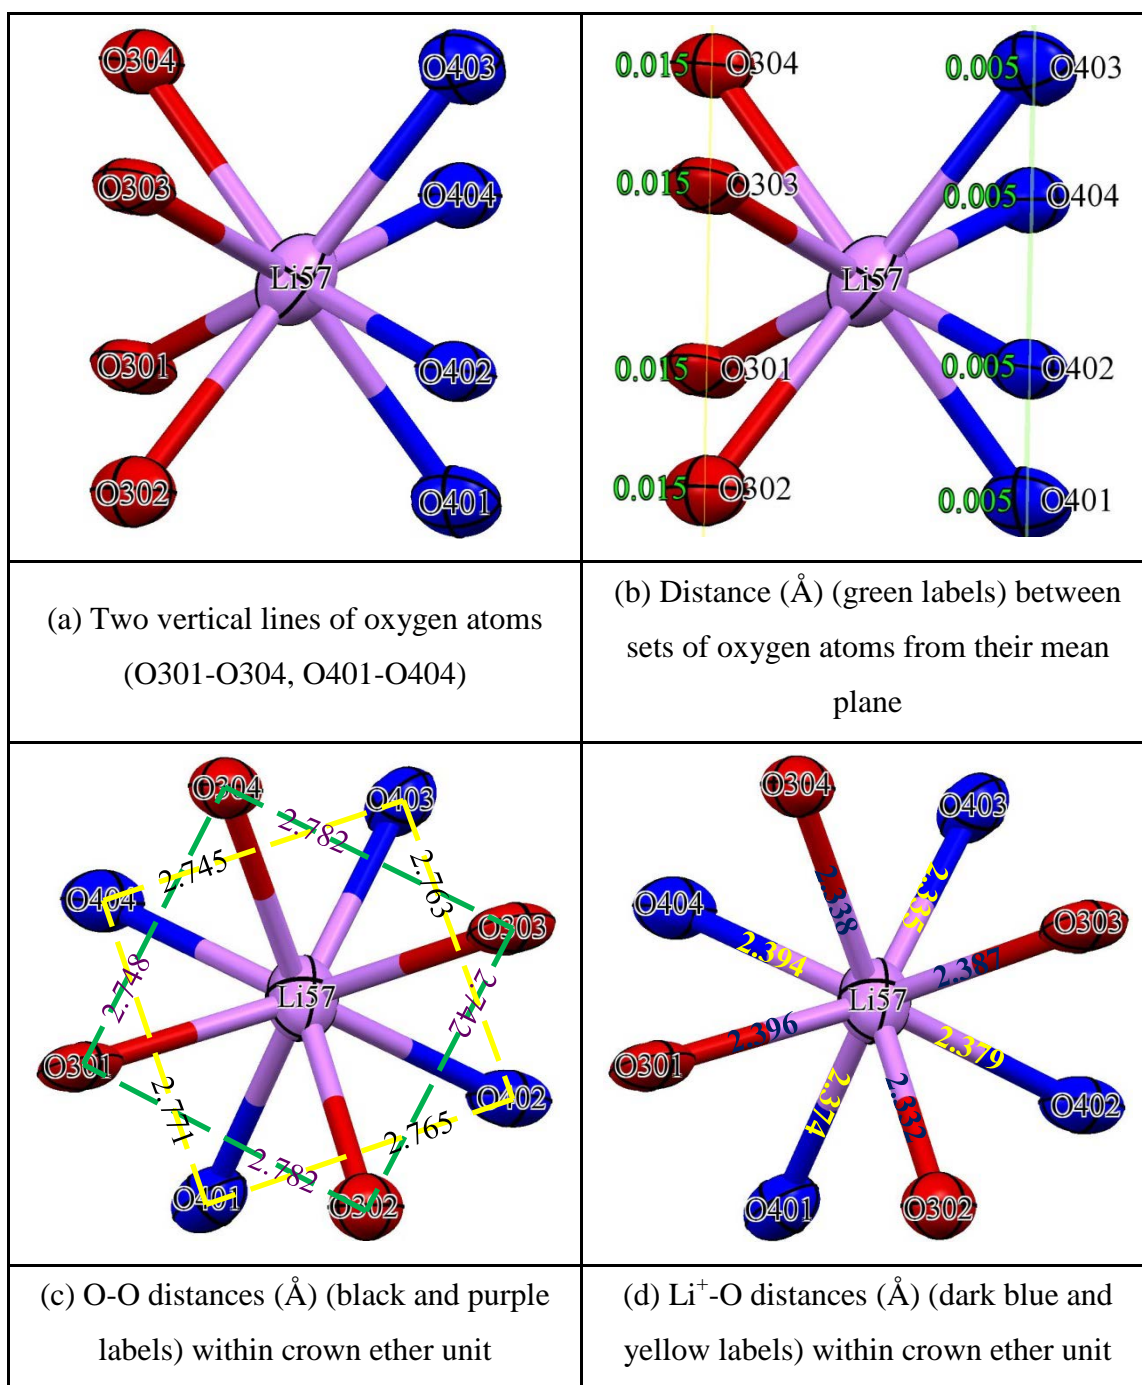 O304 O403
O303 O404
Li57
O301 O402
O302 O401
0.015 O304 0.005 O403
0.015 O303 0.005 O404
Li57
0.015 O301 0.005 O402
0.015 O302 0.005 O401
(a) Two vertical lines of oxygen atoms
(O301-O304, O401-O404)
(b) Distance (Å) (green labels) between
sets of oxygen atoms from their mean
plane
O304 O403
2.782
2.745 2.763
O404 O303
2.748 Li57 2.742
O301
2.771 O402
2.782 2.765
O401 O302
O304 O403
2.338 2.335
O404 O303
2.394 2.387
Li57
2.396 2.379
O301 O402
2.374 2.332
O401 O302
(c) O-O distances (Å) (black and purple
labels) within crown ether unit
(d) Li⁺-O distances (Å) (dark blue and
yellow labels) within crown ether unit